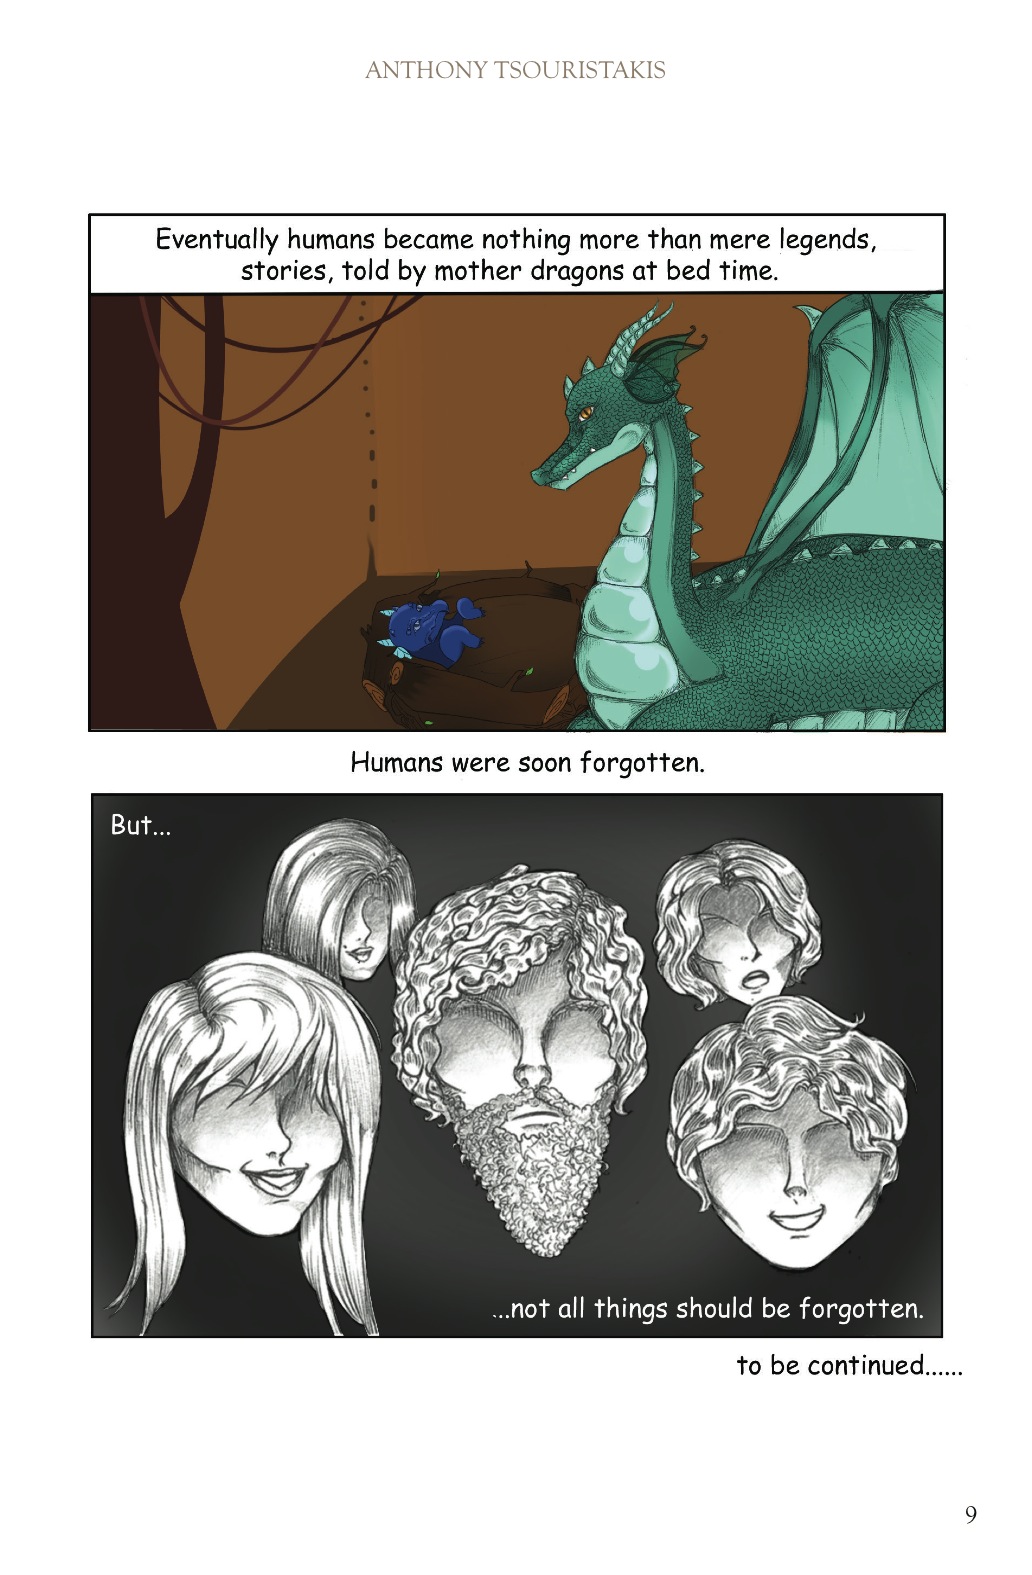 ANTHONY TSOURISTAKIS
Eventually humans became nothing more than mere legends,
stories, told by mother dragons at bed time.
Humans were soon forgotten.
But...
...not all things should be forgotten.
to be continued......
9